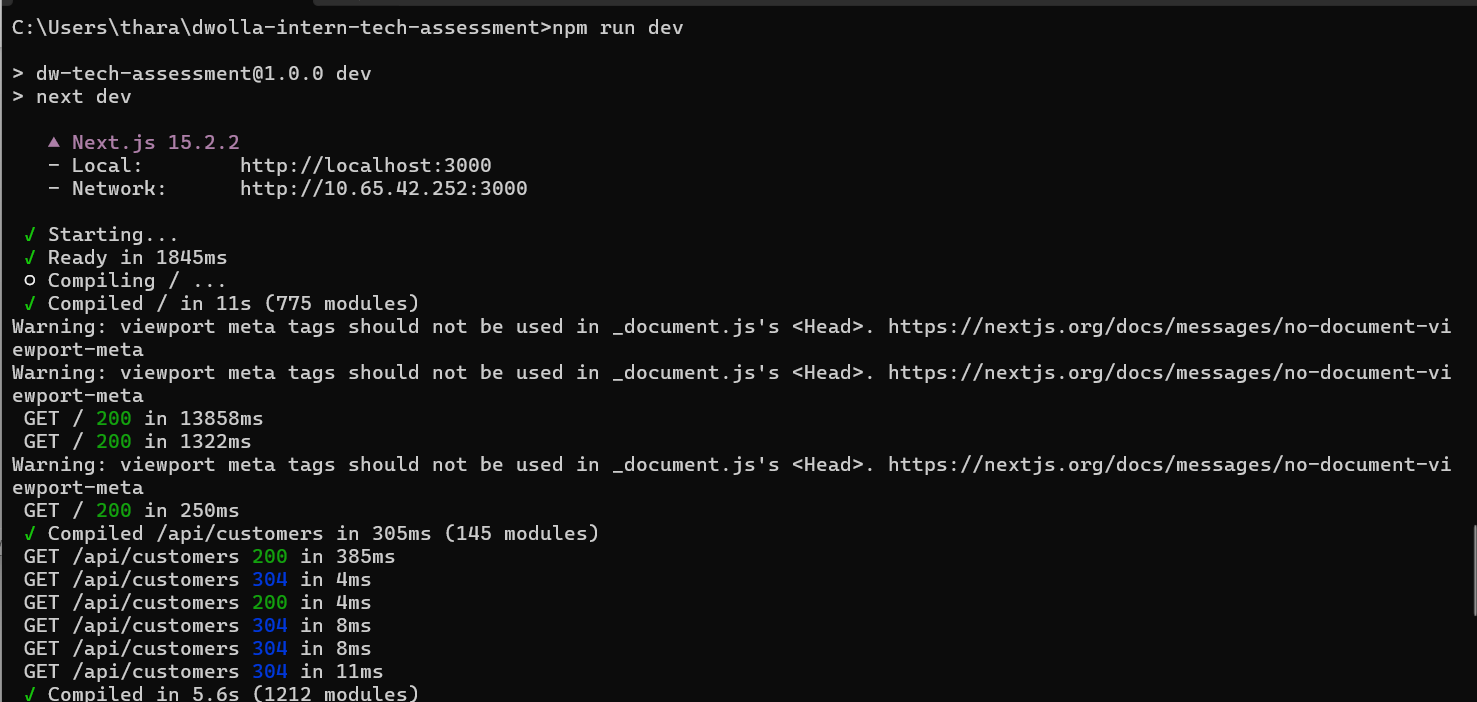 C:\Users\thara\dwolla-intern-tech-assessment>npm run dev
> dw-tech-assessment@1.0.0 dev
> next dev
▲ Next.js 15.2.2
- Local: http://localhost:3000
- Network: http://10.65.42.252:3000
√ Starting...
√ Ready in 1845ms
○ Compiling / ...
√ Compiled / in 11s (775 modules)
Warning: viewport meta tags should not be used in _document.js's <Head>. https://nextjs.org/docs/messages/no-document-vi
ewport-meta
Warning: viewport meta tags should not be used in _document.js's <Head>. https://nextjs.org/docs/messages/no-document-vi
ewport-meta
GET / 200 in 13858ms
GET / 200 in 1322ms
Warning: viewport meta tags should not be used in _document.js's <Head>. https://nextjs.org/docs/messages/no-document-vi
ewport-meta
GET / 200 in 250ms
√ Compiled /api/customers in 305ms (145 modules)
GET /api/customers 200 in 385ms
GET /api/customers 304 in 4ms
GET /api/customers 200 in 4ms
GET /api/customers 304 in 8ms
GET /api/customers 304 in 8ms
GET /api/customers 304 in 11ms
√ Compiled in 5.6s (1212 modules)